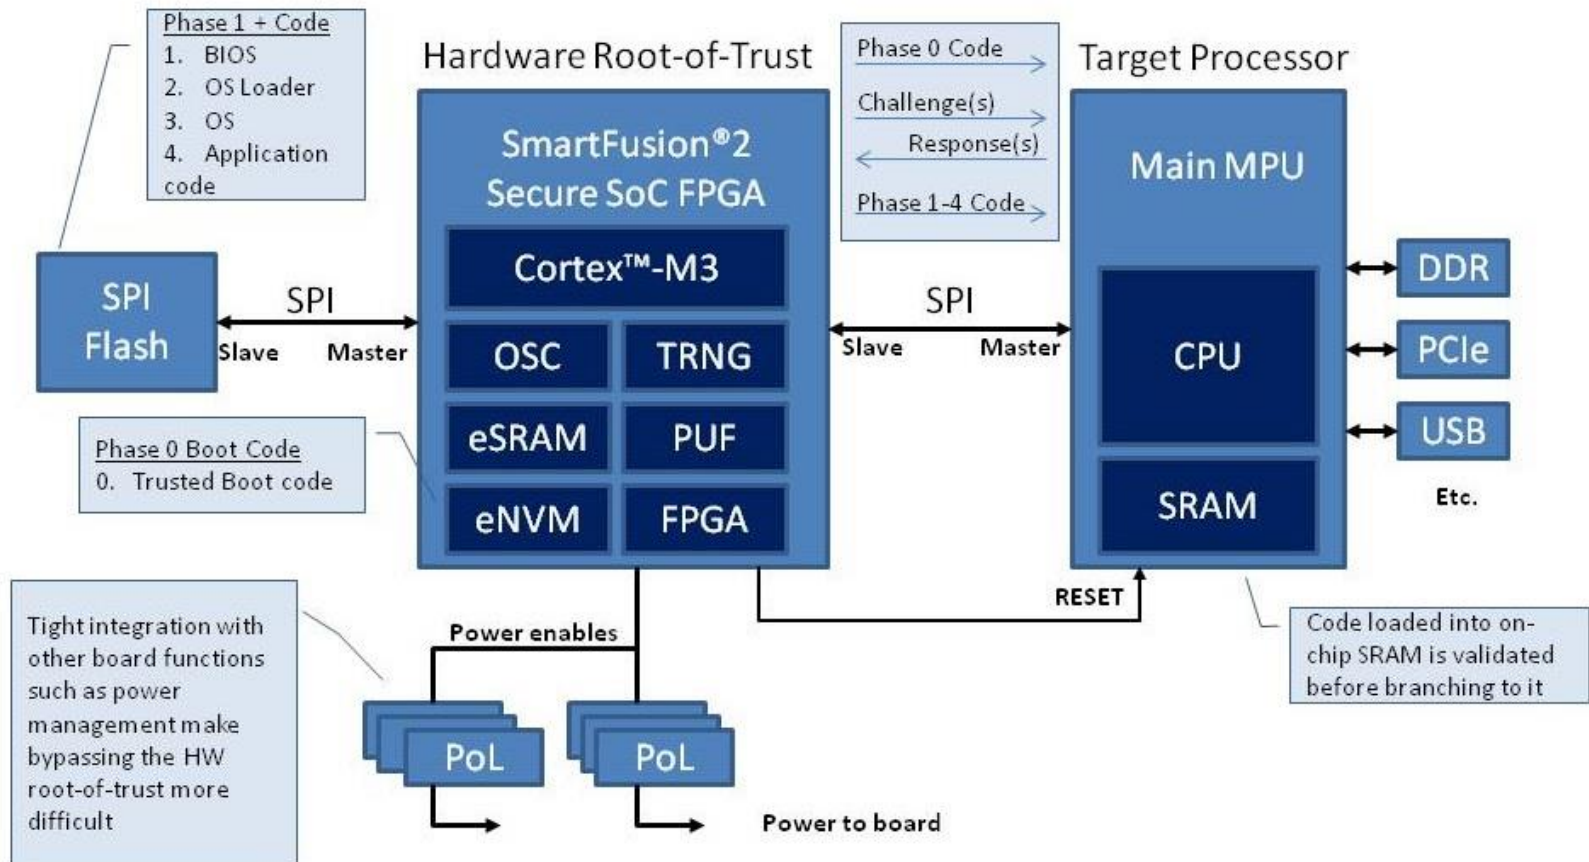 Phase 1 + Code
1. BIOS
2. OS Loader
3. OS
4. Application
code
Hardware Root-of-Trust
Phase 0 Code
Challenge(s)
Response(s)
Phase 1-4 Code
Target Processor
SmartFusion®2
Secure SoC FPGA
Cortex™-M3
OSC
TRNG
eSRAM
PUF
eNVM
FPGA
Main MPU
CPU
SRAM
DDR
PCIe
USB
Etc.
SPI
Flash
SPI
Slave
Master
SPI
Slave
Master
Phase 0 Boot Code
0. Trusted Boot code
Tight integration with
other board functions
such as power
management make
bypassing the HW
root-of-trust more
difficult
Power enables
RESET
PoL
PoL
Power to board
Code loaded into on-
chip SRAM is validated
before branching to it